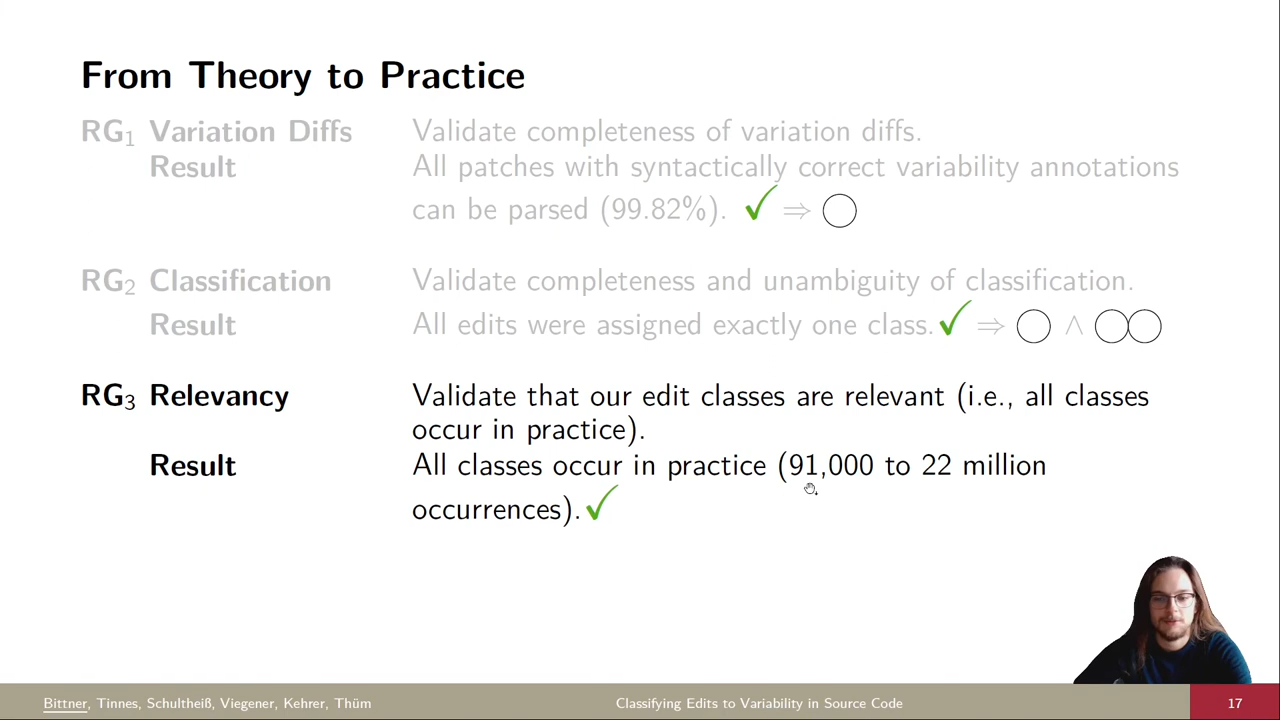 From Theory to Practice
RG₁ Variation Diffs Validate completeness of variation diffs.
Result All patches with syntactically correct variability annotations
can be parsed (99.82%). ✓ ⇒ ◯
RG₂ Classification Validate completeness and unambiguity of classification.
Result All edits were assigned exactly one class. ✓ ⇒ ◯ ∧ ◯◯
RG₃ Relevancy Validate that our edit classes are relevant (i.e., all classes
occur in practice).
Result All classes occur in practice (91,000 to 22 million
occurrences). ✓
Bittner, Tinnes, Schultheiß, Viegener, Kehrer, Thüm Classifying Edits to Variability in Source Code 17